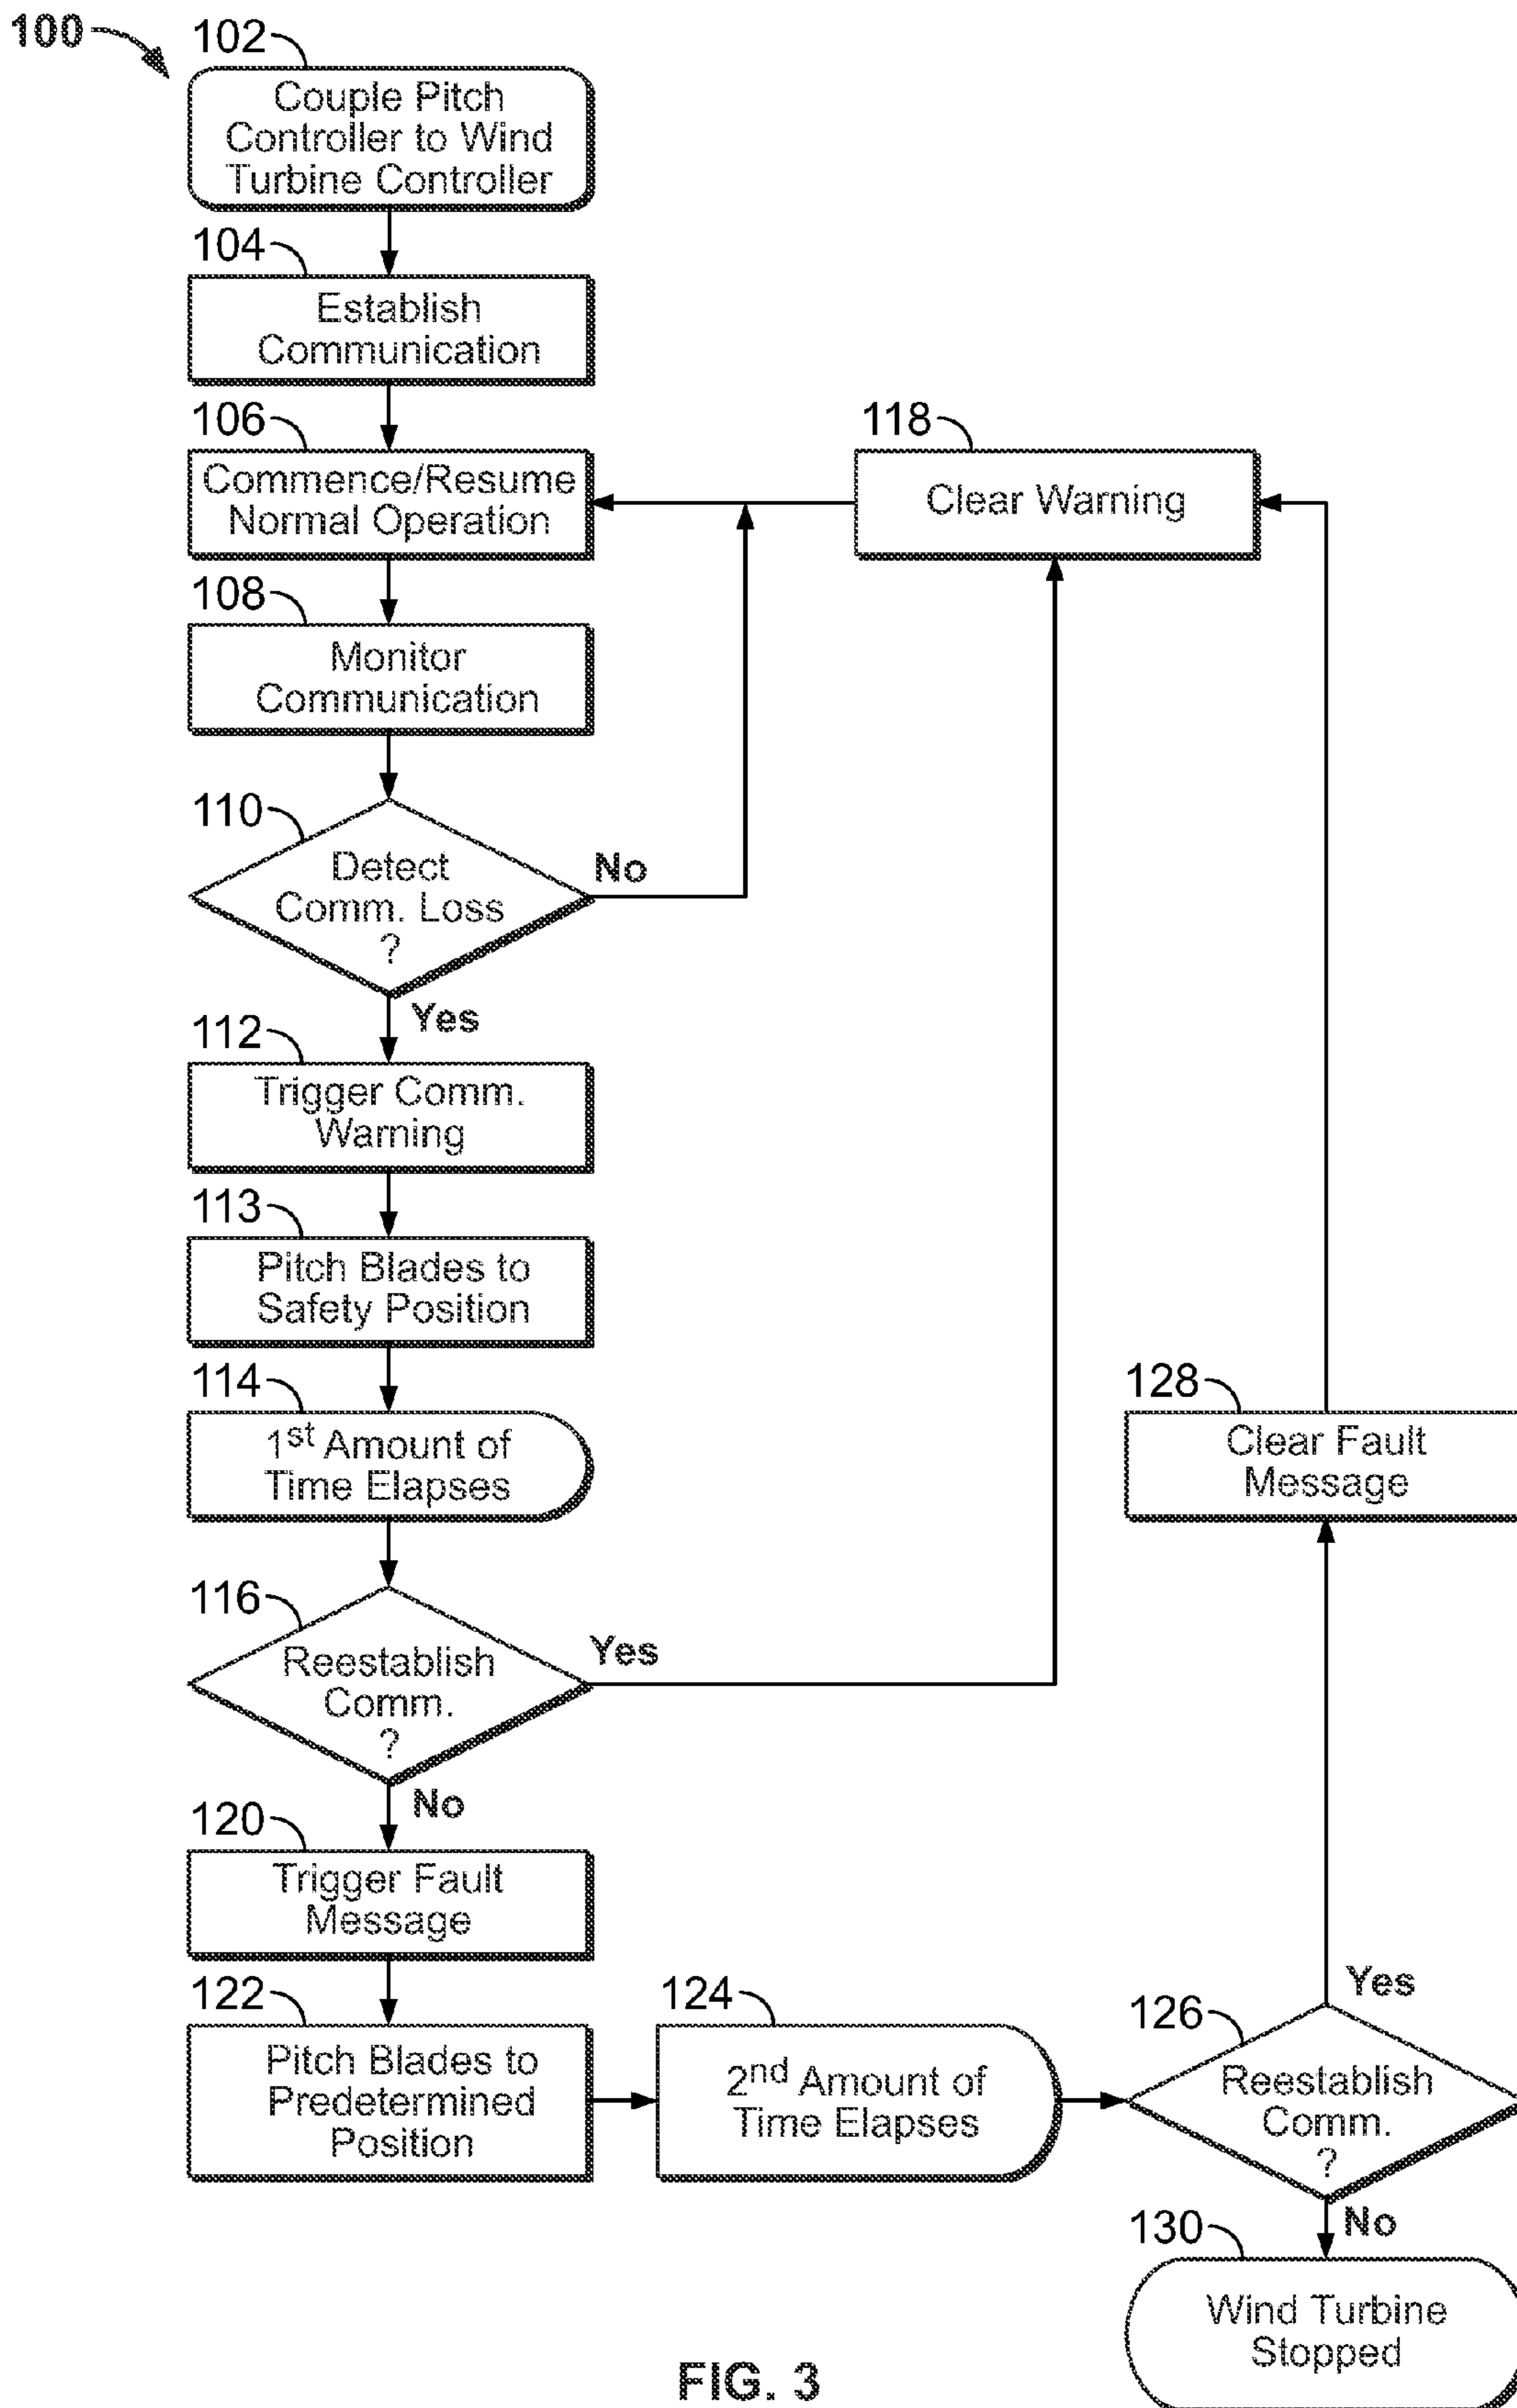 100
102
Couple Pitch
Controller to Wind
Turbine Controller
104
Establish
Communication
106
Commence/Resume
Normal Operation
118
Clear Warning
108
Monitor
Communication
110
Detect
Comm. Loss
?
No
Yes
112
Trigger Comm.
Warning
113
Pitch Blades to
Safety Position
114
1st Amount of
Time Elapses
128
Clear Fault
Message
116
Reestablish
Comm.
?
Yes
No
120
Trigger Fault
Message
122
Pitch Blades to
Predetermined
Position
124
2nd Amount of
Time Elapses
126
Yes
Reestablish
Comm.
?
No
130
Wind Turbine
Stopped
FIG. 3